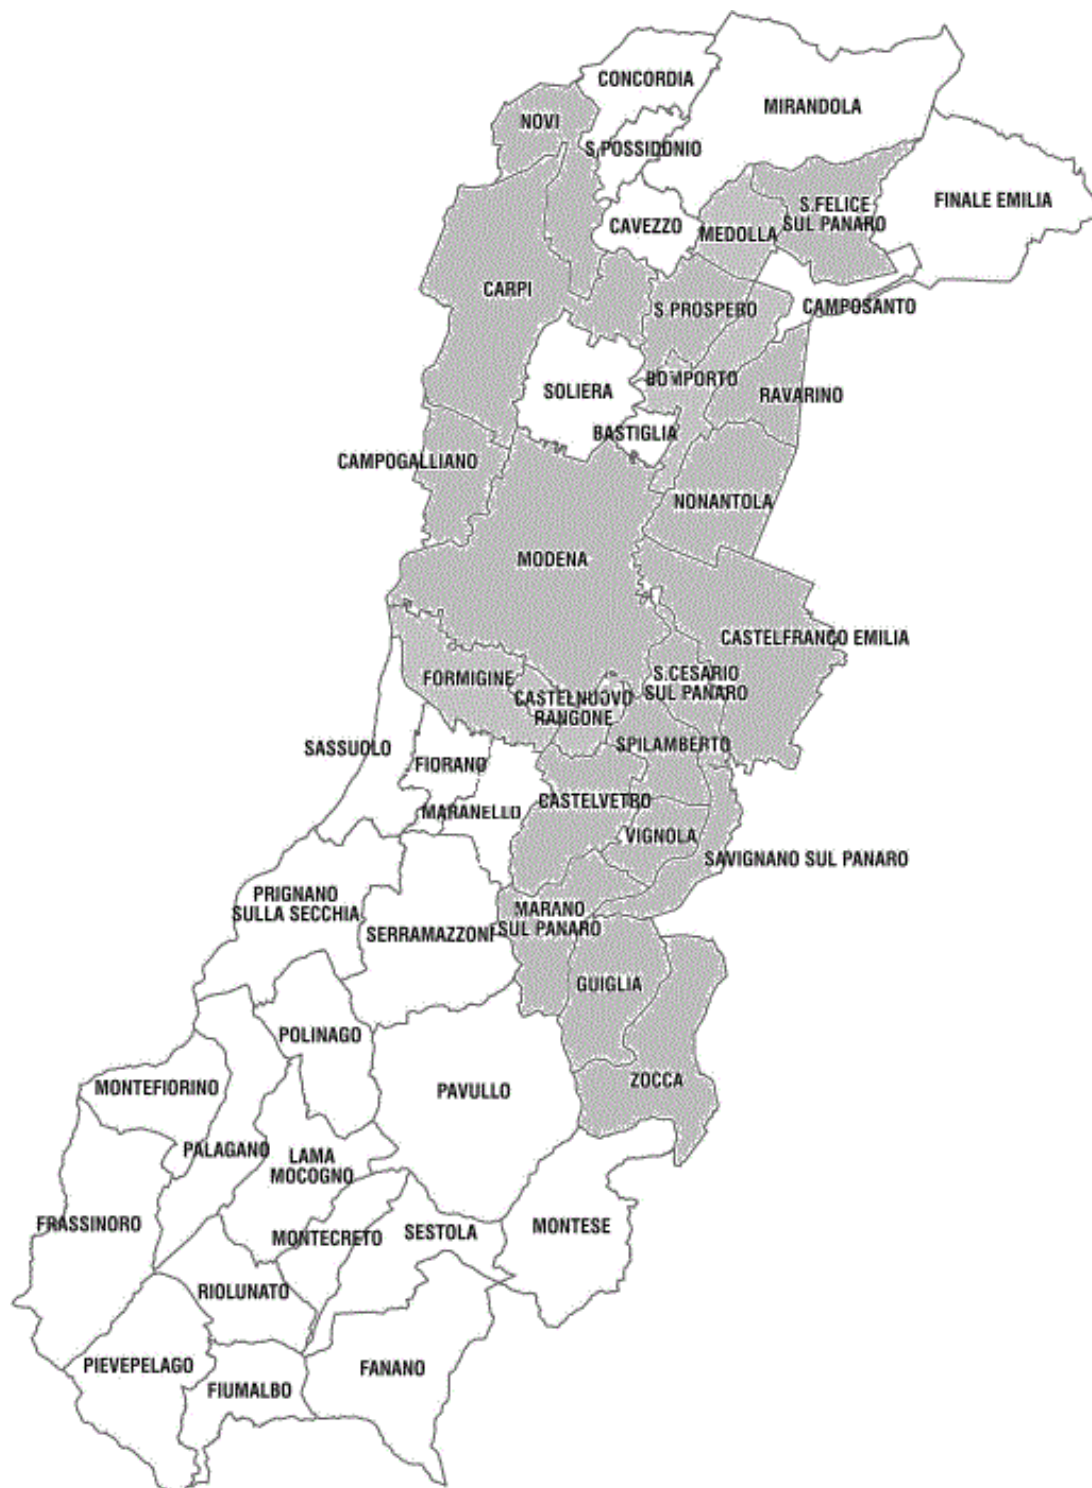 CONCORDIA
MIRANDOLA
NOVI
S.POSSIDONIO
FINALE EMILIA
S.FELICE
SUL PANARO
CAVEZZO
MEDOLLA
CARPI
S.PROSPERO
CAMPOSANTO
BOMPORTO
SOLIERA
RAVARINO
BASTIGLIA
CAMPOGALLIANO
NONANTOLA
MODENA
CASTELFRANCO EMILIA
FORMIGINE
S.CESARIO
SUL PANARO
CASTELNUOVO
RANGONE
SASSUOLO
SPILAMBERTO
FIORANO
CASTELVETRO
MARANELLO
VIGNOLA
SAVIGNANO SUL PANARO
PRIGNANO
SULLA SECCHIA
MARANO
SUL PANARO
SERRAMAZZONI
GUIGLIA
POLINAGO
ZOCCA
MONTEFIORINO
PAVULLO
PALAGANO
LAMA
MOCOGNO
FRASSINORO
MONTECRETO
SESTOLA
MONTESE
RIOLUNATO
PIEVEPELAGO
FANANO
FIUMALBO